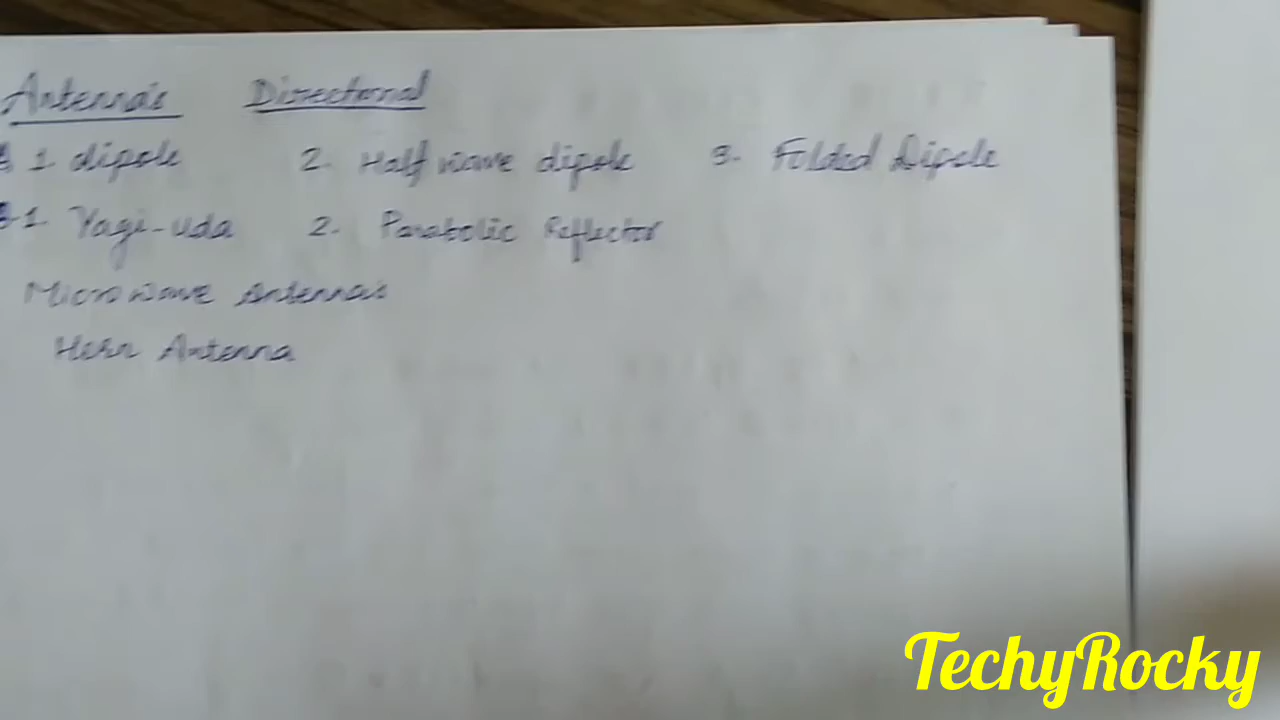 Antenna's Directional
1 dipole 2. Half wave dipole 3. Folded Dipole
1 Yagi-Uda 2. Parabolic Reflector
Microwave Antennas
Horn Antenna
TechyRocky